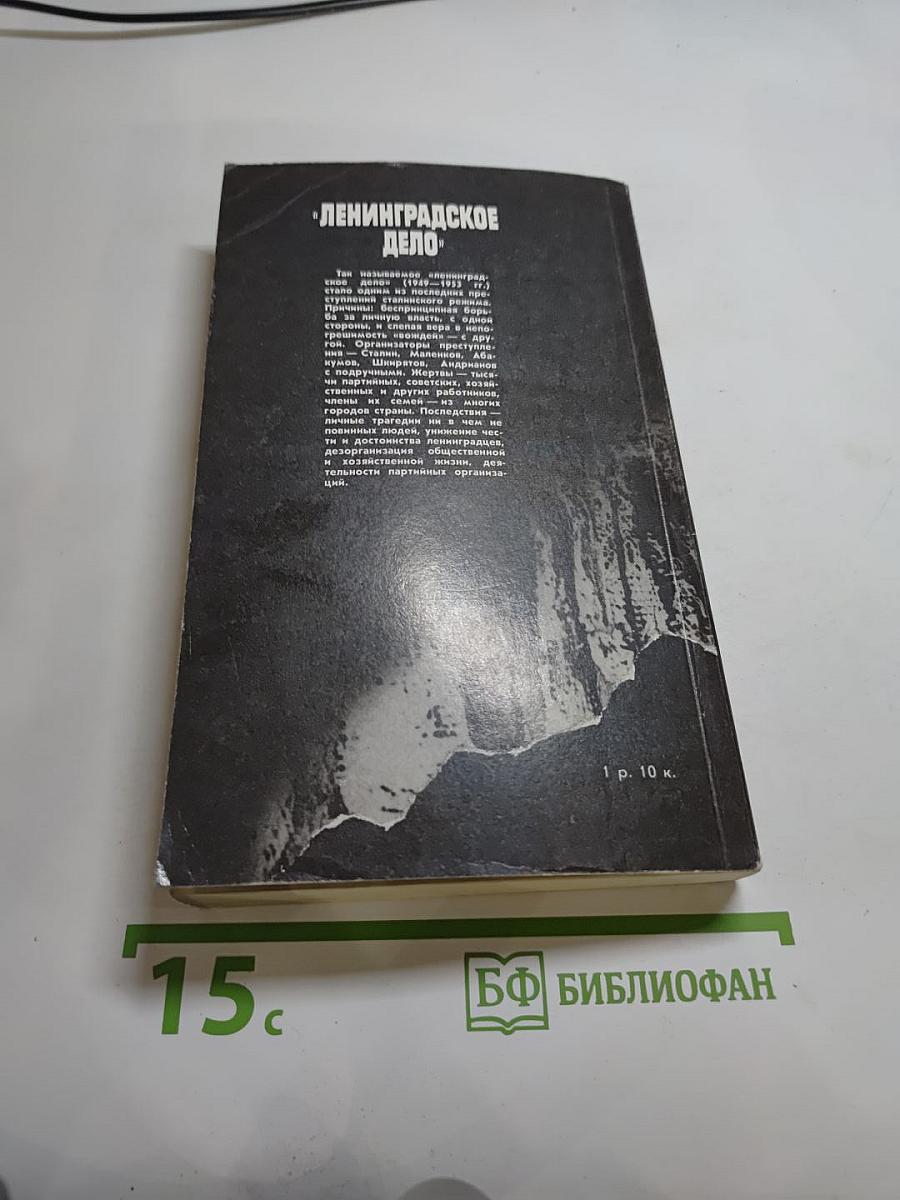 "ЛЕНИНГРАДСКОЕ
ДЕЛО"
Так называемое «ленинград-
ское дело» (1949—1953 гг.)
стало одним из последних пре-
ступлений сталинского режима.
Причины: беспринципная борь-
ба за личную власть, с одной
стороны, и слепая вера в непо-
грешимость «вождей» — с дру-
гой. Организаторы преступле-
ния — Сталин, Маленков, Аба-
кумов, Шкирятов, Андрианов
с подручными. Жертвы — тыся-
чи партийных, советских, хозяй-
ственных и других работников,
члены их семей — из многих
городов страны. Последствия —
личные трагедии ни в чем не
повинных людей, унижение чес-
ти и достоинства ленинградцев,
дезорганизация общественной
и хозяйственной жизни, дея-
тельности партийных организа-
ций.
1 р. 10 к.
15 с
БФ БИБЛИОФАН